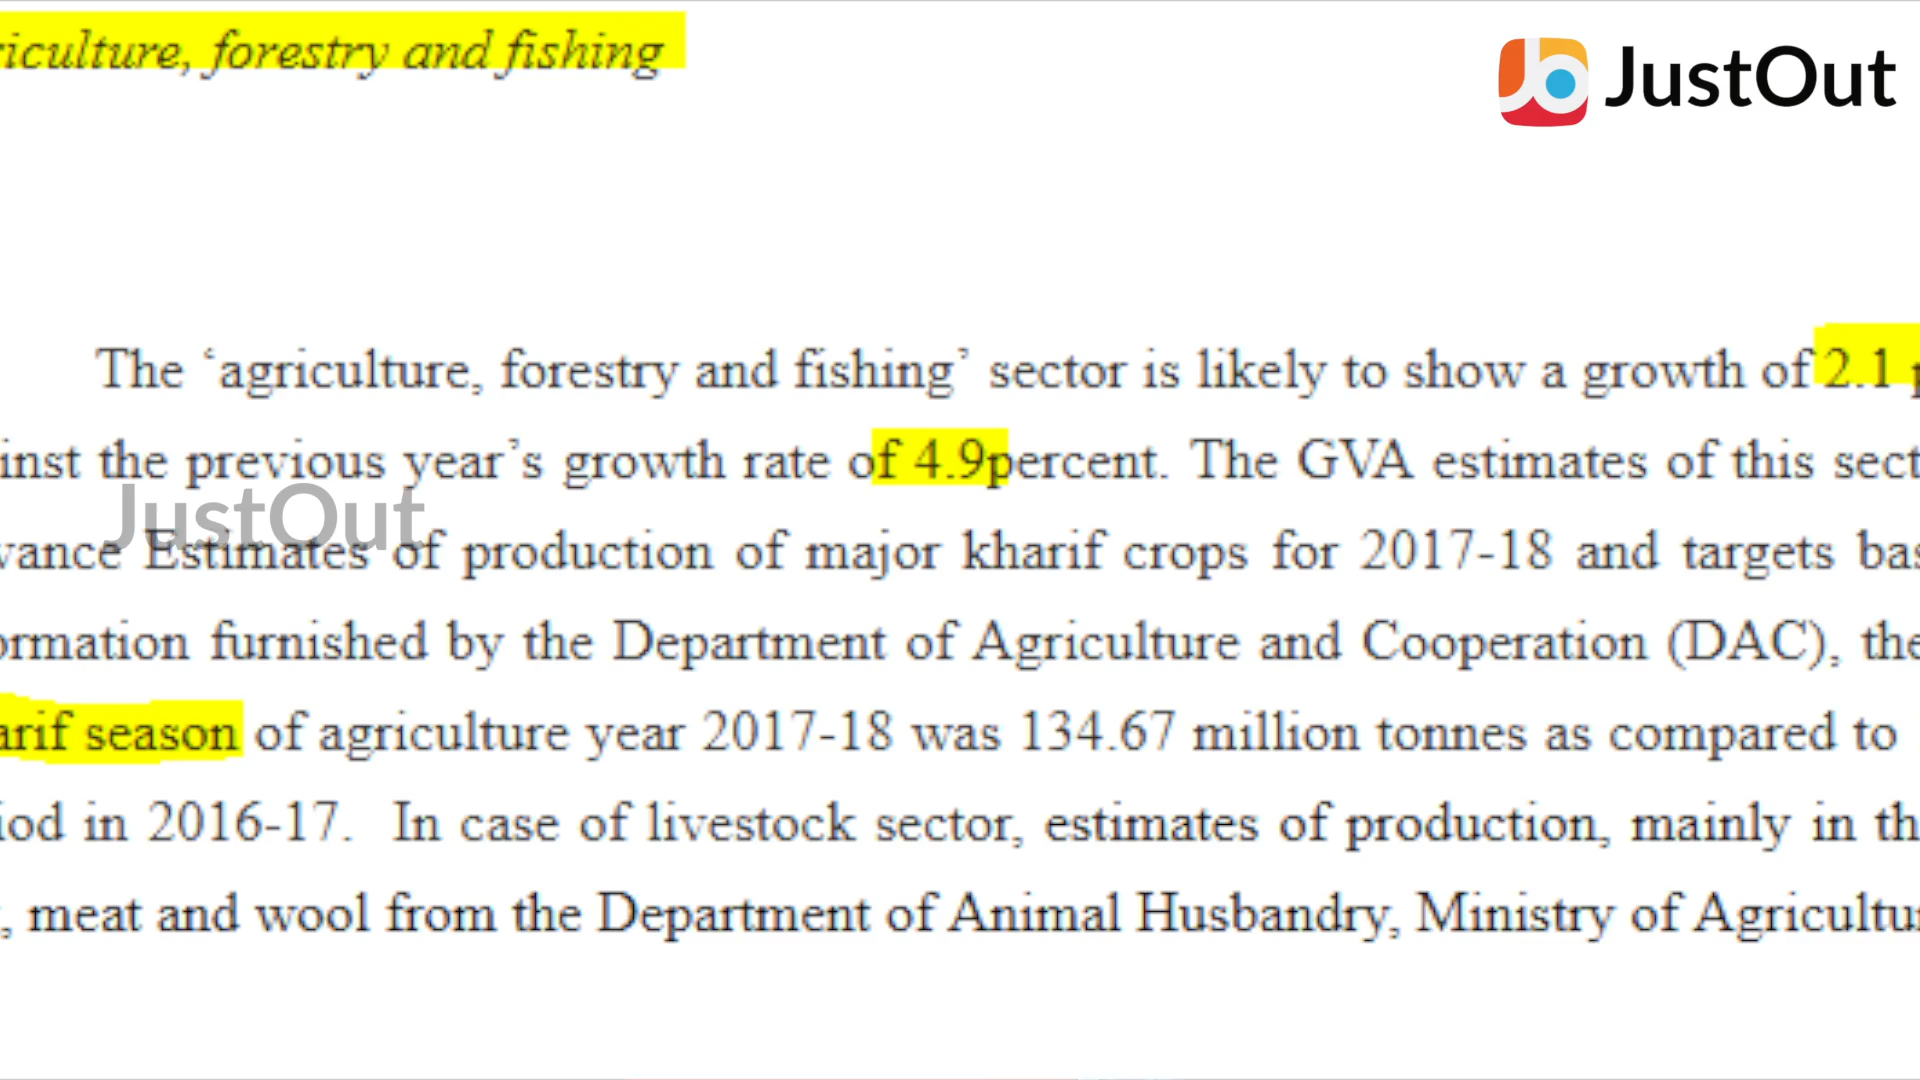 riculture, forestry and fishing
JustOut
The ‘agriculture, forestry and fishing’ sector is likely to show a growth of 2.1 p
inst the previous year’s growth rate of 4.9percent. The GVA estimates of this sect
JustOut
vance Estimates of production of major kharif crops for 2017-18 and targets bas
ormation furnished by the Department of Agriculture and Cooperation (DAC), the
arif season of agriculture year 2017-18 was 134.67 million tonnes as compared to
iod in 2016-17. In case of livestock sector, estimates of production, mainly in th
, meat and wool from the Department of Animal Husbandry, Ministry of Agricultur